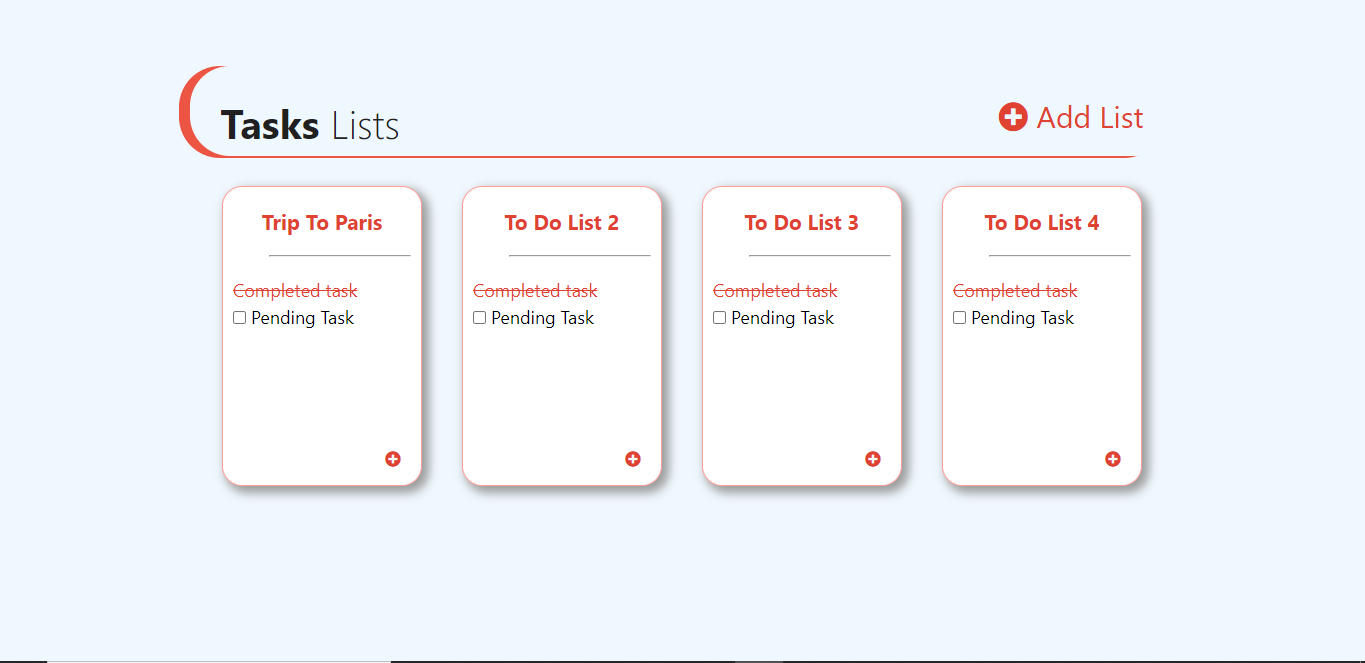 Tasks Lists
Add List
Trip To Paris
Completed task
Pending Task
To Do List 2
Completed task
Pending Task
To Do List 3
Completed task
Pending Task
To Do List 4
Completed task
Pending Task